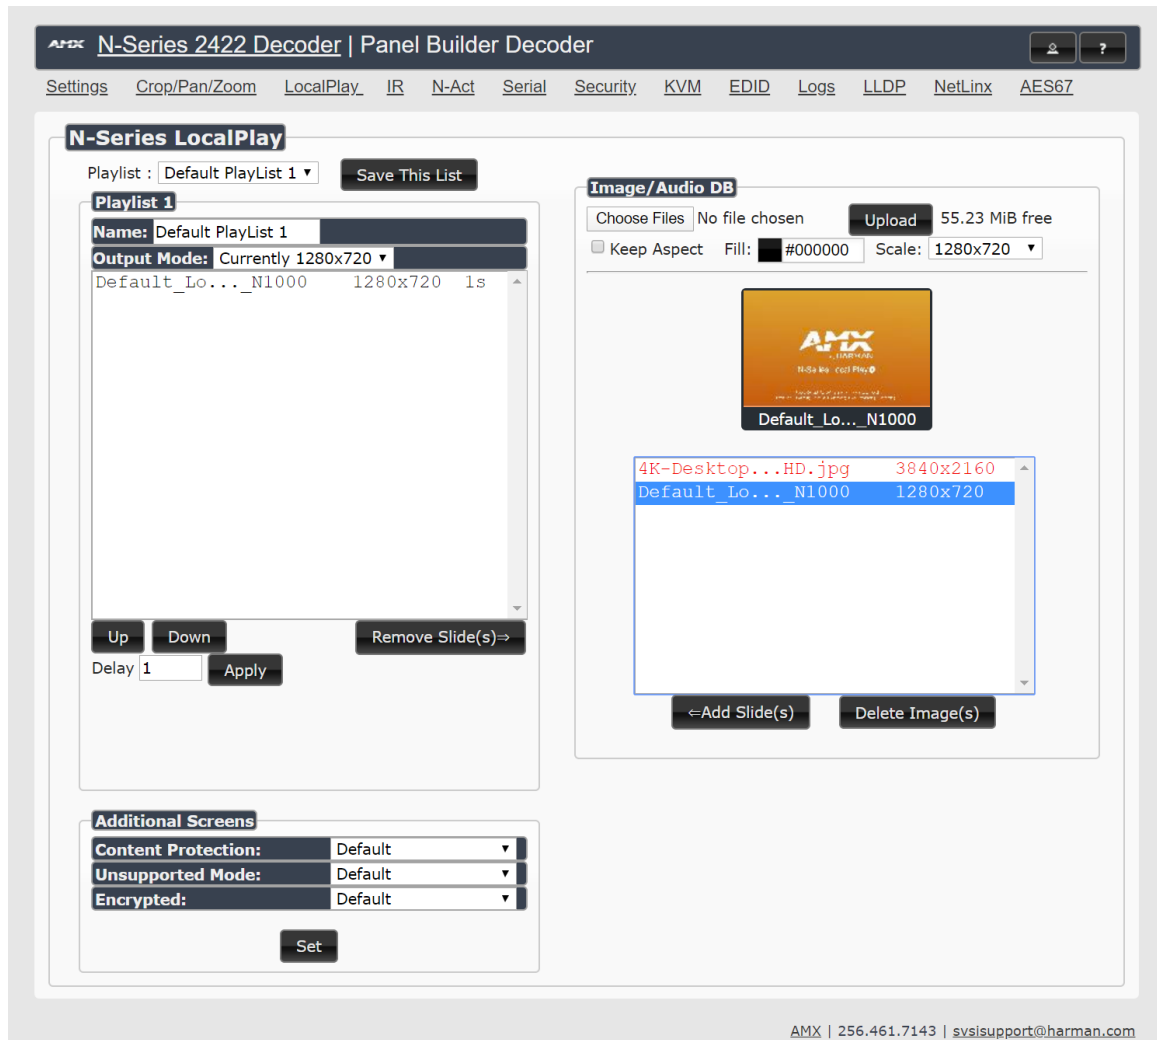 AMX N-Series 2422 Decoder | Panel Builder Decoder ?
Settings Crop/Pan/Zoom LocalPlay IR N-Act Serial Security KVM EDID Logs LLDP NetLinx AES67
N-Series LocalPlay
Playlist : Default PlayList 1 ▼ Save This List
Playlist 1
Name: Default PlayList 1
Output Mode: Currently 1280x720 ▼
Default_Lo..._N1000 1280x720 1s
Up Down Remove Slide(s)⇒
Delay 1 Apply
Image/Audio DB
Choose Files No file chosen Upload 55.23 MiB free
Keep Aspect Fill: #000000 Scale: 1280x720 ▼
AMX
HARMAN
Default_Lo..._N1000
4K-Desktop...HD.jpg 3840x2160
Default_Lo..._N1000 1280x720
⇐Add Slide(s) Delete Image(s)
Additional Screens
Content Protection: Default ▼
Unsupported Mode: Default ▼
Encrypted: Default ▼
Set
AMX | 256.461.7143 | svsisupport@harman.com